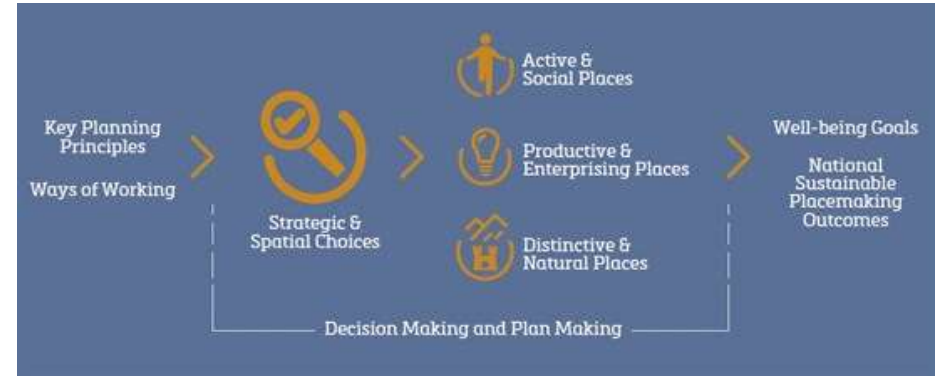 Key Planning
Principles
Ways of Working
Strategic &
Spatial Choices
Active &
Social Places
Productive &
Enterprising Places
Distinctive &
Natural Places
Well-being Goals
National
Sustainable
Placemaking
Outcomes
Decision Making and Plan Making